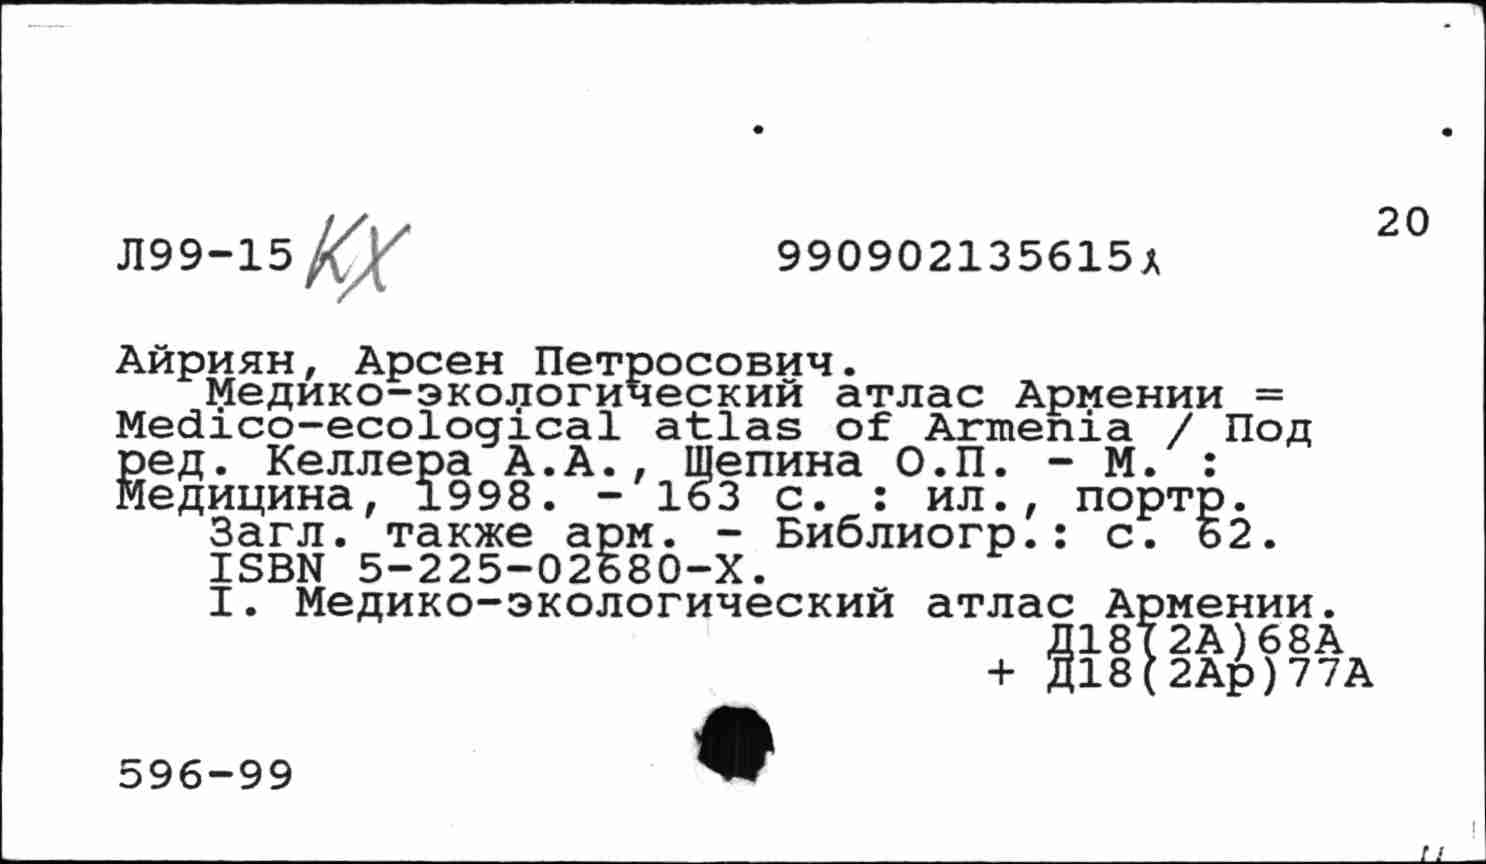 20
Л99-15 КХ 990902135615
Айриян, Арсен Петросович.
Медико-экологический атлас Армении =
Medico-ecological atlas of Armenia / Под
ред. Келлера А.А., Щепина О.П. - М. :
Медицина, 1998. - 163 с. : ил., портр.
Загл. также арм. - Библиогр.: с. 62.
ISBN 5-225-02680-X.
I. Медико-экологический атлас Армении.
Д18(2А)68А
+ Д18(2Ар)77А
596-99